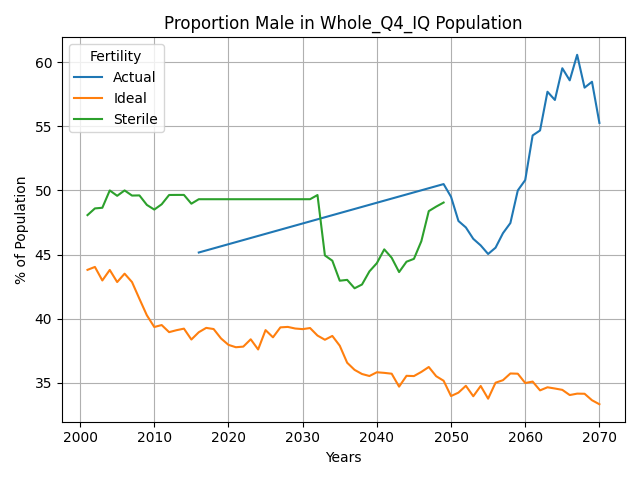 Proportion Male in Whole_Q4_IQ Population
Fertility
Actual
Ideal
Sterile
% of Population
60
55
50
45
40
35
2000 2010 2020 2030 2040 2050 2060 2070
Years